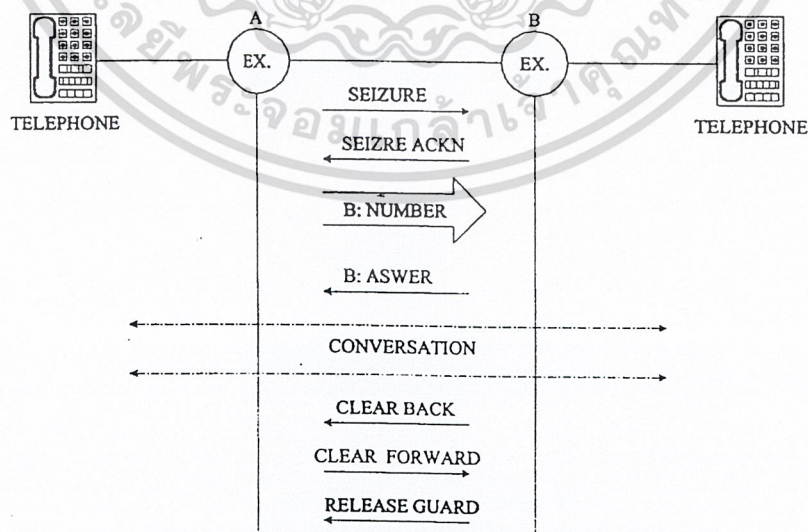 A
B
EX.
EX.
TELEPHONE
TELEPHONE
SEIZURE
SEIZRE ACKN
B: NUMBER
B: ASWER
CONVERSATION
CLEAR BACK
CLEAR FORWARD
RELEASE GUARD